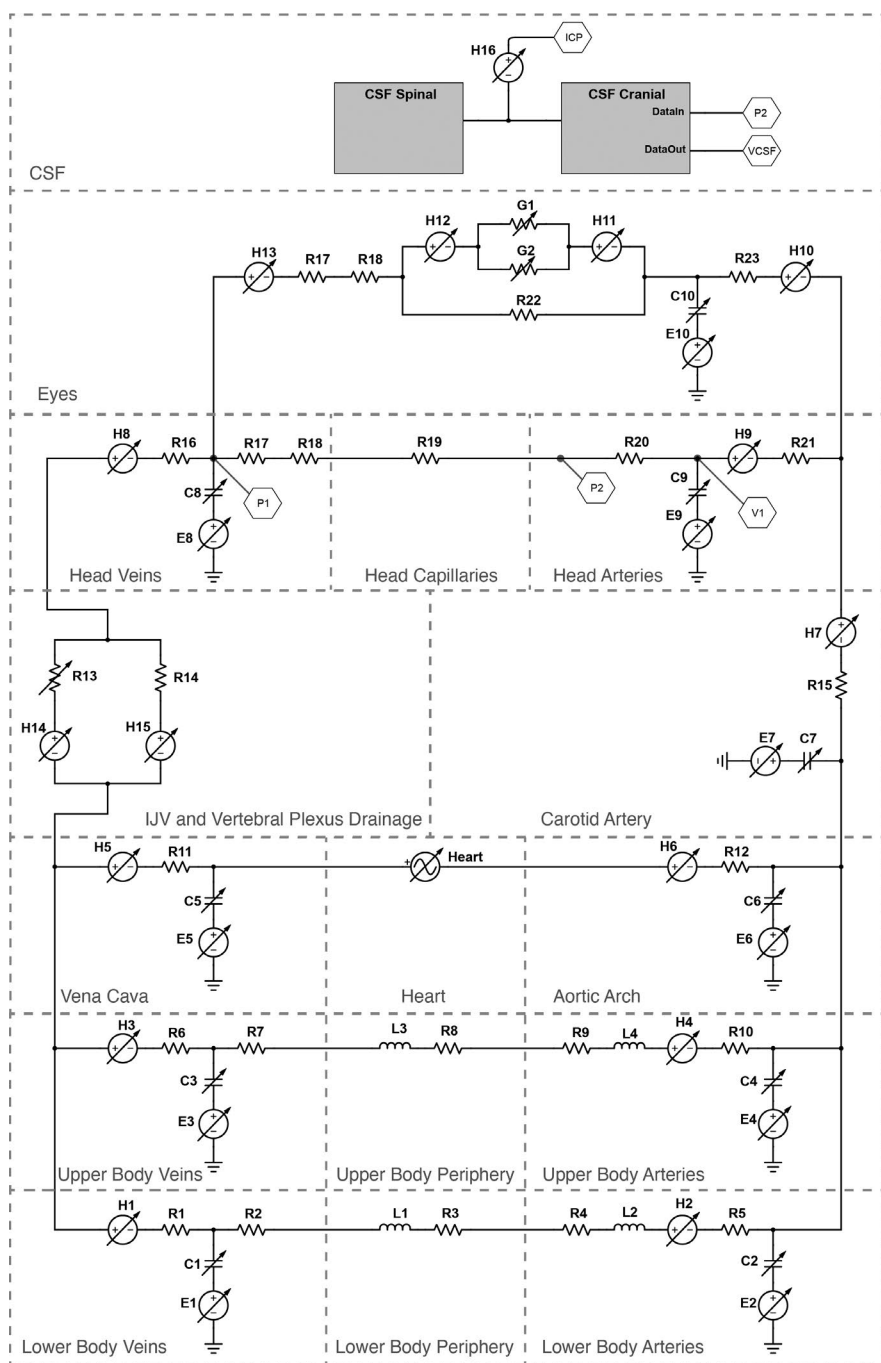 ICP
H16
CSF Spinal
CSF Cranial
DataIn
P2
DataOut
VCSF
CSF
G1
H12
H11
G2
H13
R17
R18
R23
H10
R22
C10
E10
Eyes
H8
R16
R17
R18
R19
R20
H9
R21
C8
P1
P2
C9
V1
E8
E9
Head Veins
Head Capillaries
Head Arteries
H7
R13
R14
R15
H14
H15
E7
C7
IJV and Vertebral Plexus Drainage
Carotid Artery
H5
R11
+
Heart
H6
R12
C5
C6
E5
E6
Vena Cava
Heart
Aortic Arch
H3
R6
R7
L3
R8
R9
L4
H4
R10
C3
C4
E3
E4
Upper Body Veins
Upper Body Periphery
Upper Body Arteries
H1
R1
R2
L1
R3
R4
L2
H2
R5
C1
C2
E1
E2
Lower Body Veins
Lower Body Periphery
Lower Body Arteries